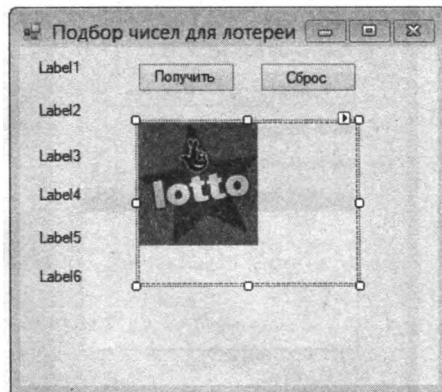 Подбор чисел для лотереи
Label1
Получить
Сброс
Label2
Label3
lotto
Label4
Label5
Label6